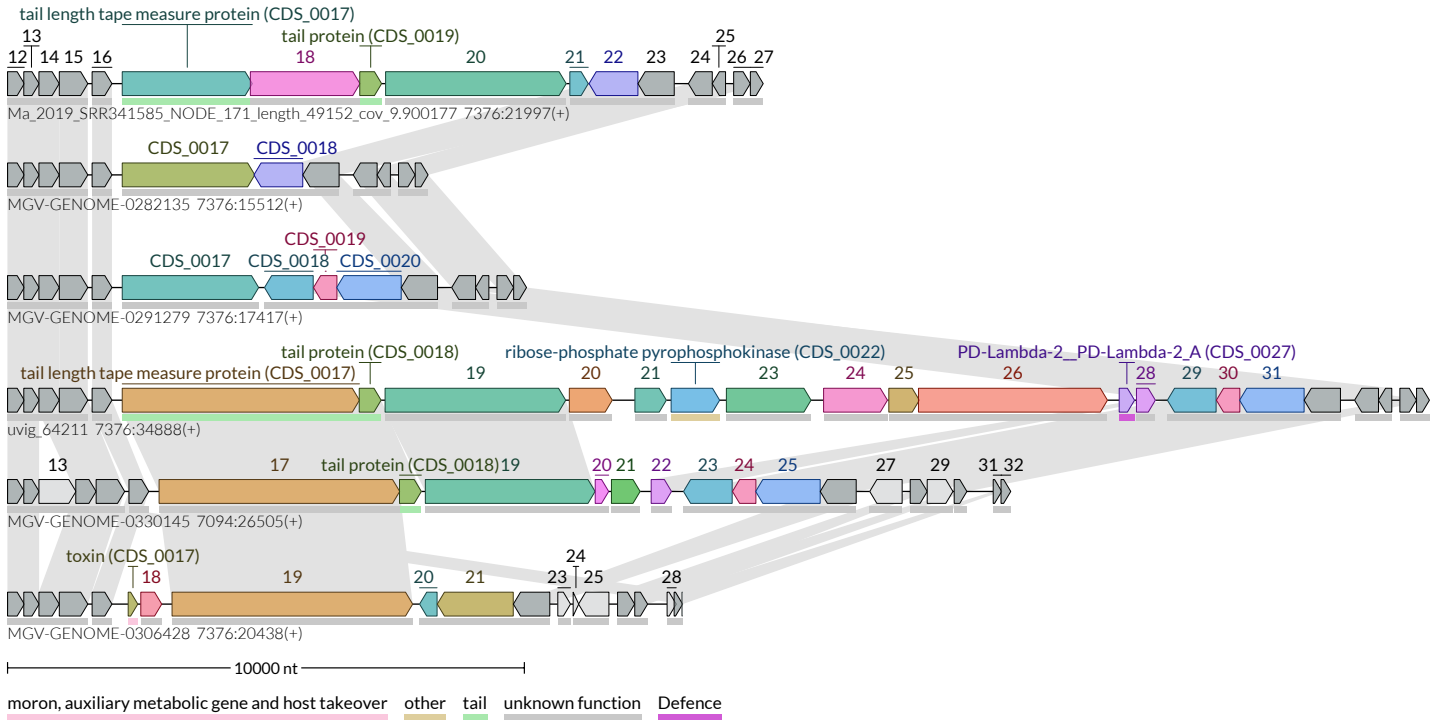 tail length tape measure protein (CDS_0017)
13 tail protein (CDS_0019) 25
12 14 15 16 18 20 21 22 23 24 26 27
Ma_2019_SRR341585_NODE_171_length_49152_cov_9.900177 7376:21997(+)
CDS_0017 CDS_0018
MGV-GENOME-0282135 7376:15512(+)
CDS_0019
CDS_0017 CDS_0018 CDS_0020
MGV-GENOME-0291279 7376:17417(+)
tail protein (CDS_0018) ribose-phosphate pyrophosphokinase (CDS_0022) PD-Lambda-2__PD-Lambda-2_A (CDS_0027)
tail length tape measure protein (CDS_0017) 19 20 21 23 24 25 26 28 29 30 31
uvig_64211 7376:34888(+)
13 17 tail protein (CDS_0018) 19 20 21 22 23 24 25 27 29 31 32
MGV-GENOME-0330145 7094:26505(+)
toxin (CDS_0017) 24
18 19 20 21 23 25 28
MGV-GENOME-0306428 7376:20438(+)
10000 nt
moron, auxiliary metabolic gene and host takeover other tail unknown function Defence